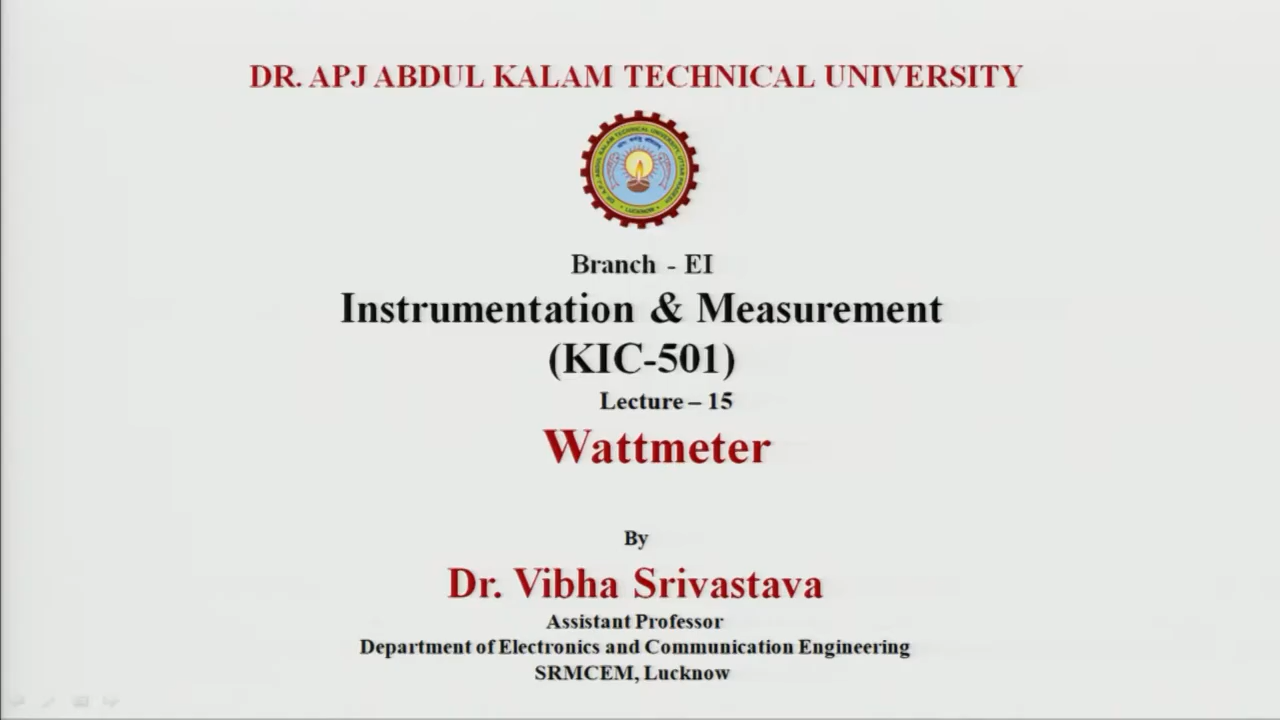 DR. APJ ABDUL KALAM TECHNICAL UNIVERSITY
Branch - EI
Instrumentation & Measurement
(KIC-501)
Lecture – 15
Wattmeter
By
Dr. Vibha Srivastava
Assistant Professor
Department of Electronics and Communication Engineering
SRMCEM, Lucknow